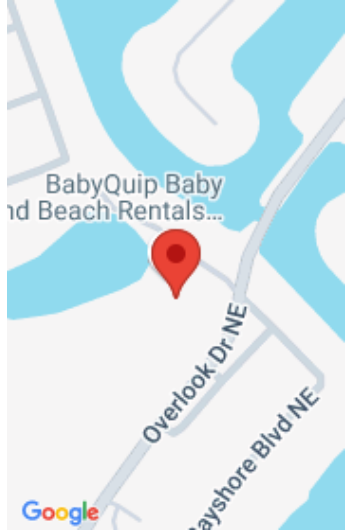 BabyQuip Baby
nd Beach Rentals...
Overlook Dr NE
ayshore Blvd NE
Google